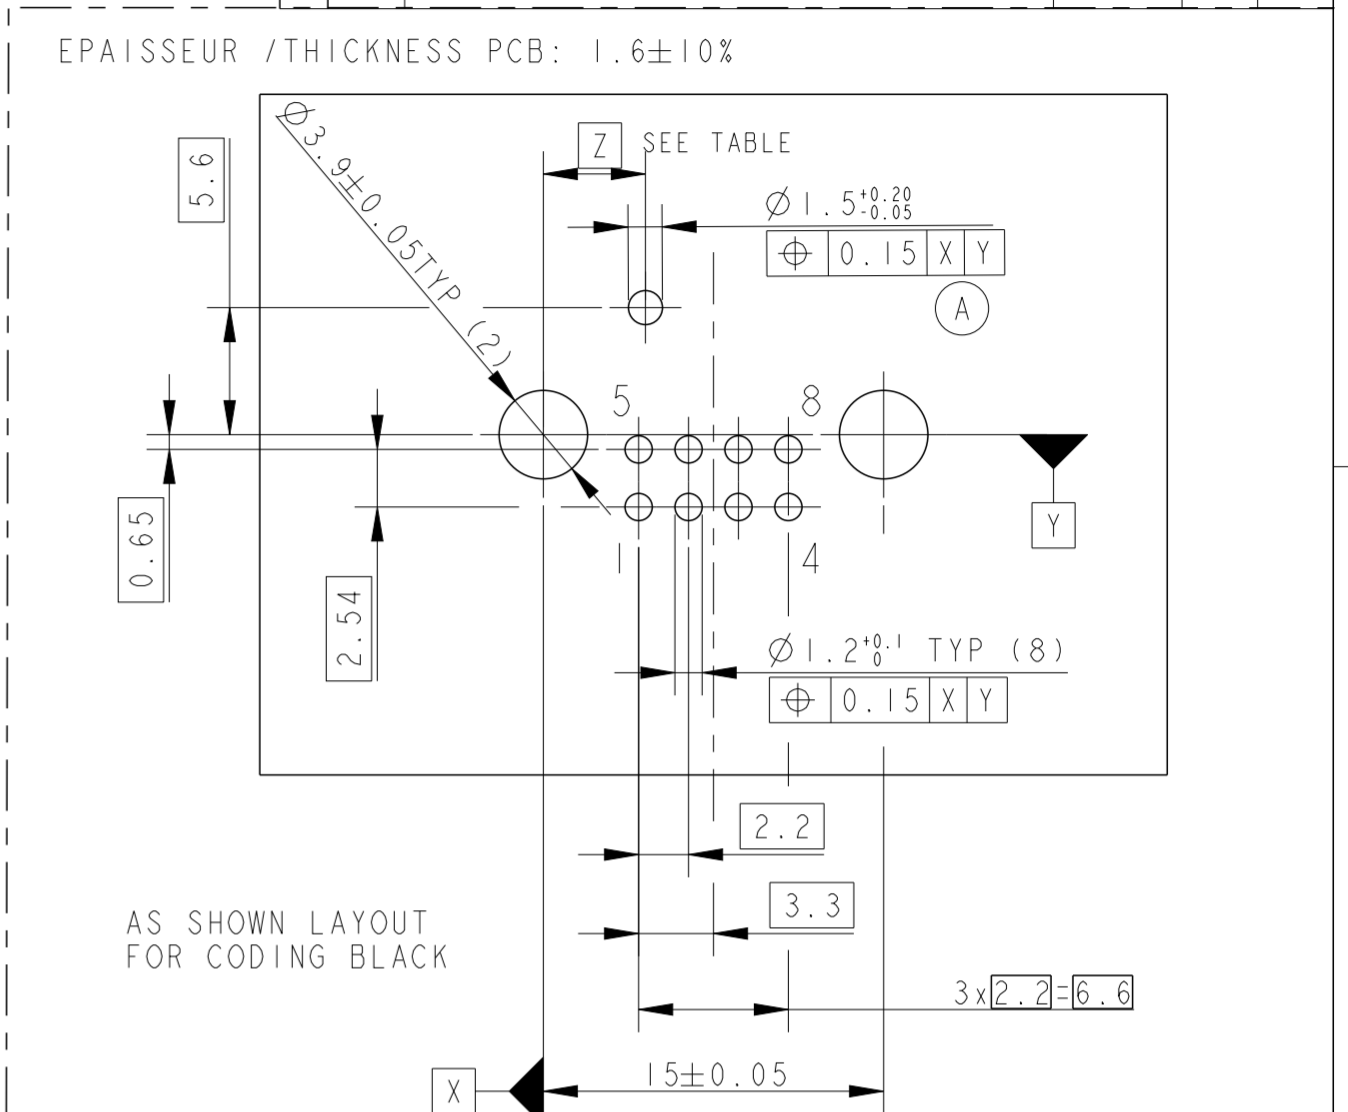 EPAISSEUR /THICKNESS PCB: 1.6±10%
Z SEE TABLE
5.6
Ø3.9±0.05TYP (2)
Ø1.5+0.20
-0.05
⌖ 0.15 X Y
A
5 8
Y
0.65
1 4
2.54
Ø1.2+0.1 TYP (8)
0
⌖ 0.15 X Y
2.2
3.3
AS SHOWN LAYOUT
FOR CODING BLACK
3x2.2=6.6
15±0.05
X